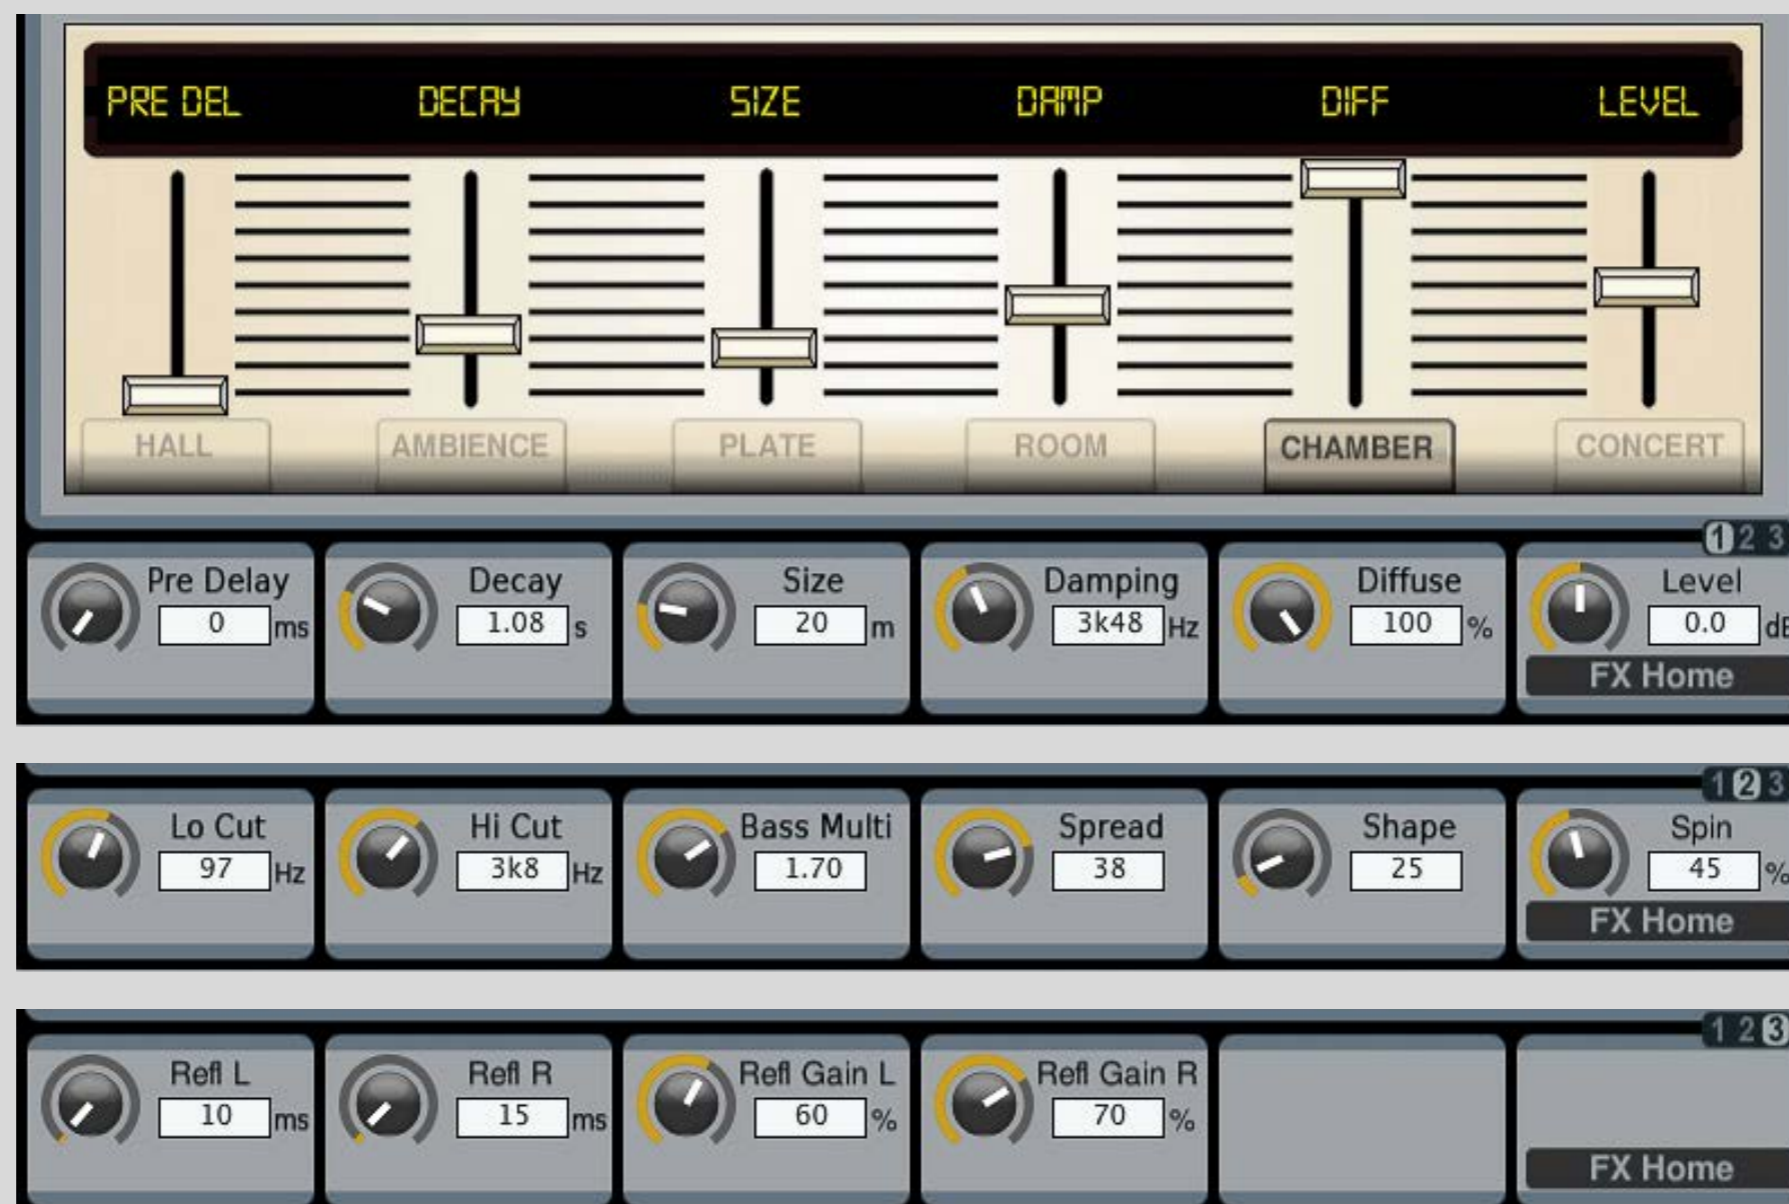 PRE DEL DECAY SIZE DAMP DIFF LEVEL
HALL AMBIENCE PLATE ROOM CHAMBER CONCERT
1 2 3
Pre Delay Decay Size Damping Diffuse Level
0 ms 1.08 s 20 m 3k48 Hz 100 % 0.0 dB
FX Home
1 2 3
Lo Cut Hi Cut Bass Multi Spread Shape Spin
97 Hz 3k8 Hz 1.70 38 25 45 %
FX Home
1 2 3
Refl L Refl R Refl Gain L Refl Gain R
10 ms 15 ms 60 % 70 %
FX Home